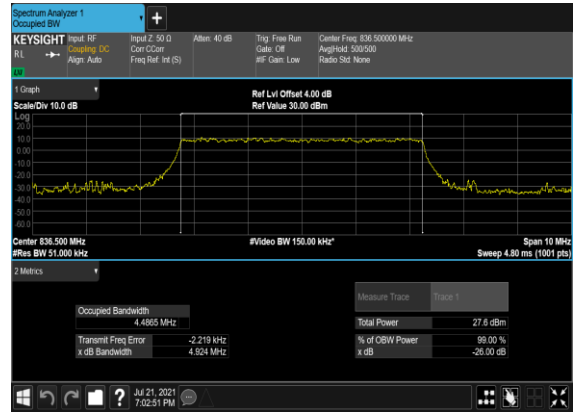 Spectrum Analyzer 1
Occupied BW
KEYSIGHT Input: RF Input Z: 50 Ω Atten: 40 dB Trig: Free Run Center Freq: 836.500000 MHz
R L Coupling: DC Corr CCorr Gate: Off Avg|Hold: 500/500
Align: Auto Freq Ref: Int (S) #IF Gain: Low Radio Std: None
1 Graph
Ref Lvl Offset 4.00 dB
Scale/Div 10.0 dB Ref Value 30.00 dBm
Log
20.0
10.0
0.00
-10.0
-20.0
-30.0
-40.0
-50.0
-60.0
Center 836.500 MHz #Video BW 150.00 kHz* Span 10 MHz
#Res BW 51.000 kHz Sweep 4.80 ms (1001 pts)
2 Metrics
Measure Trace Trace 1
Occupied Bandwidth
4.4865 MHz Total Power 27.6 dBm
Transmit Freq Error -2.219 kHz % of OBW Power 99.00 %
x dB Bandwidth 4.924 MHz x dB -26.00 dB
Jul 21, 2021
7:02:51 PM